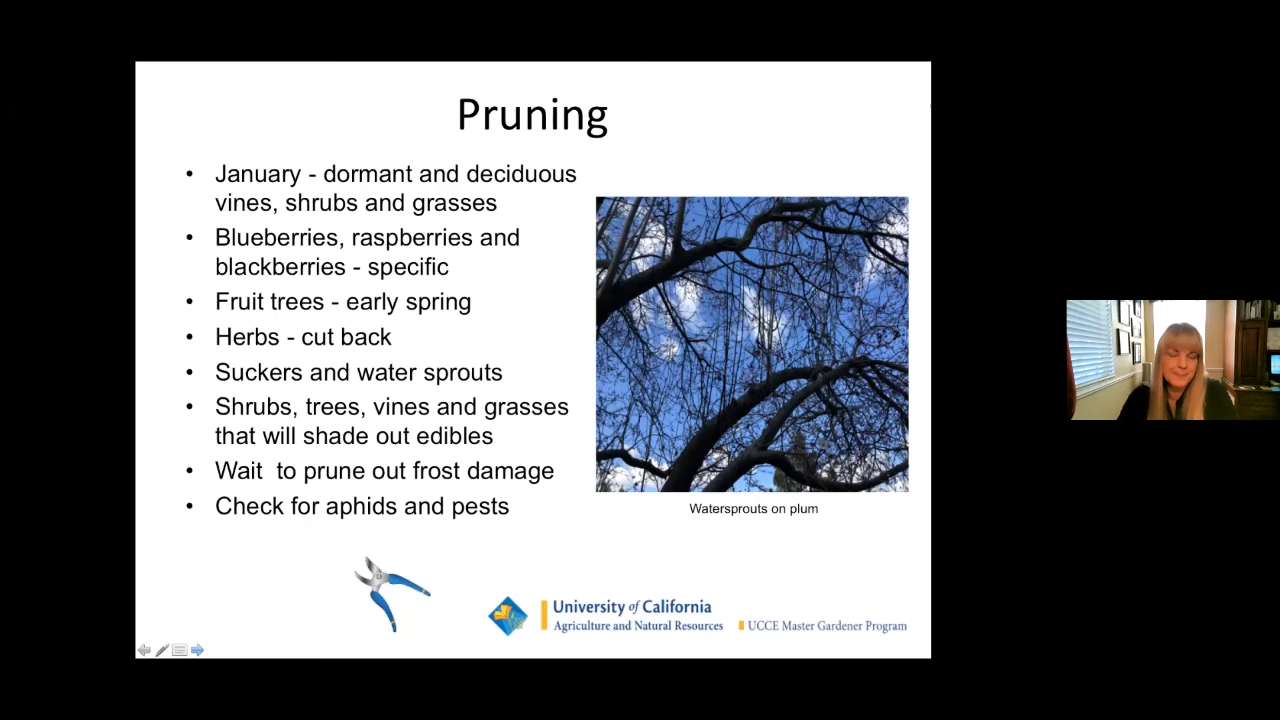 Pruning
• January - dormant and deciduous
vines, shrubs and grasses
• Blueberries, raspberries and
blackberries - specific
• Fruit trees - early spring
• Herbs - cut back
• Suckers and water sprouts
• Shrubs, trees, vines and grasses
that will shade out edibles
• Wait  to prune out frost damage
• Check for aphids and pests
Watersprouts on plum
University of California
Agriculture and Natural Resources
UCCE Master Gardener Program